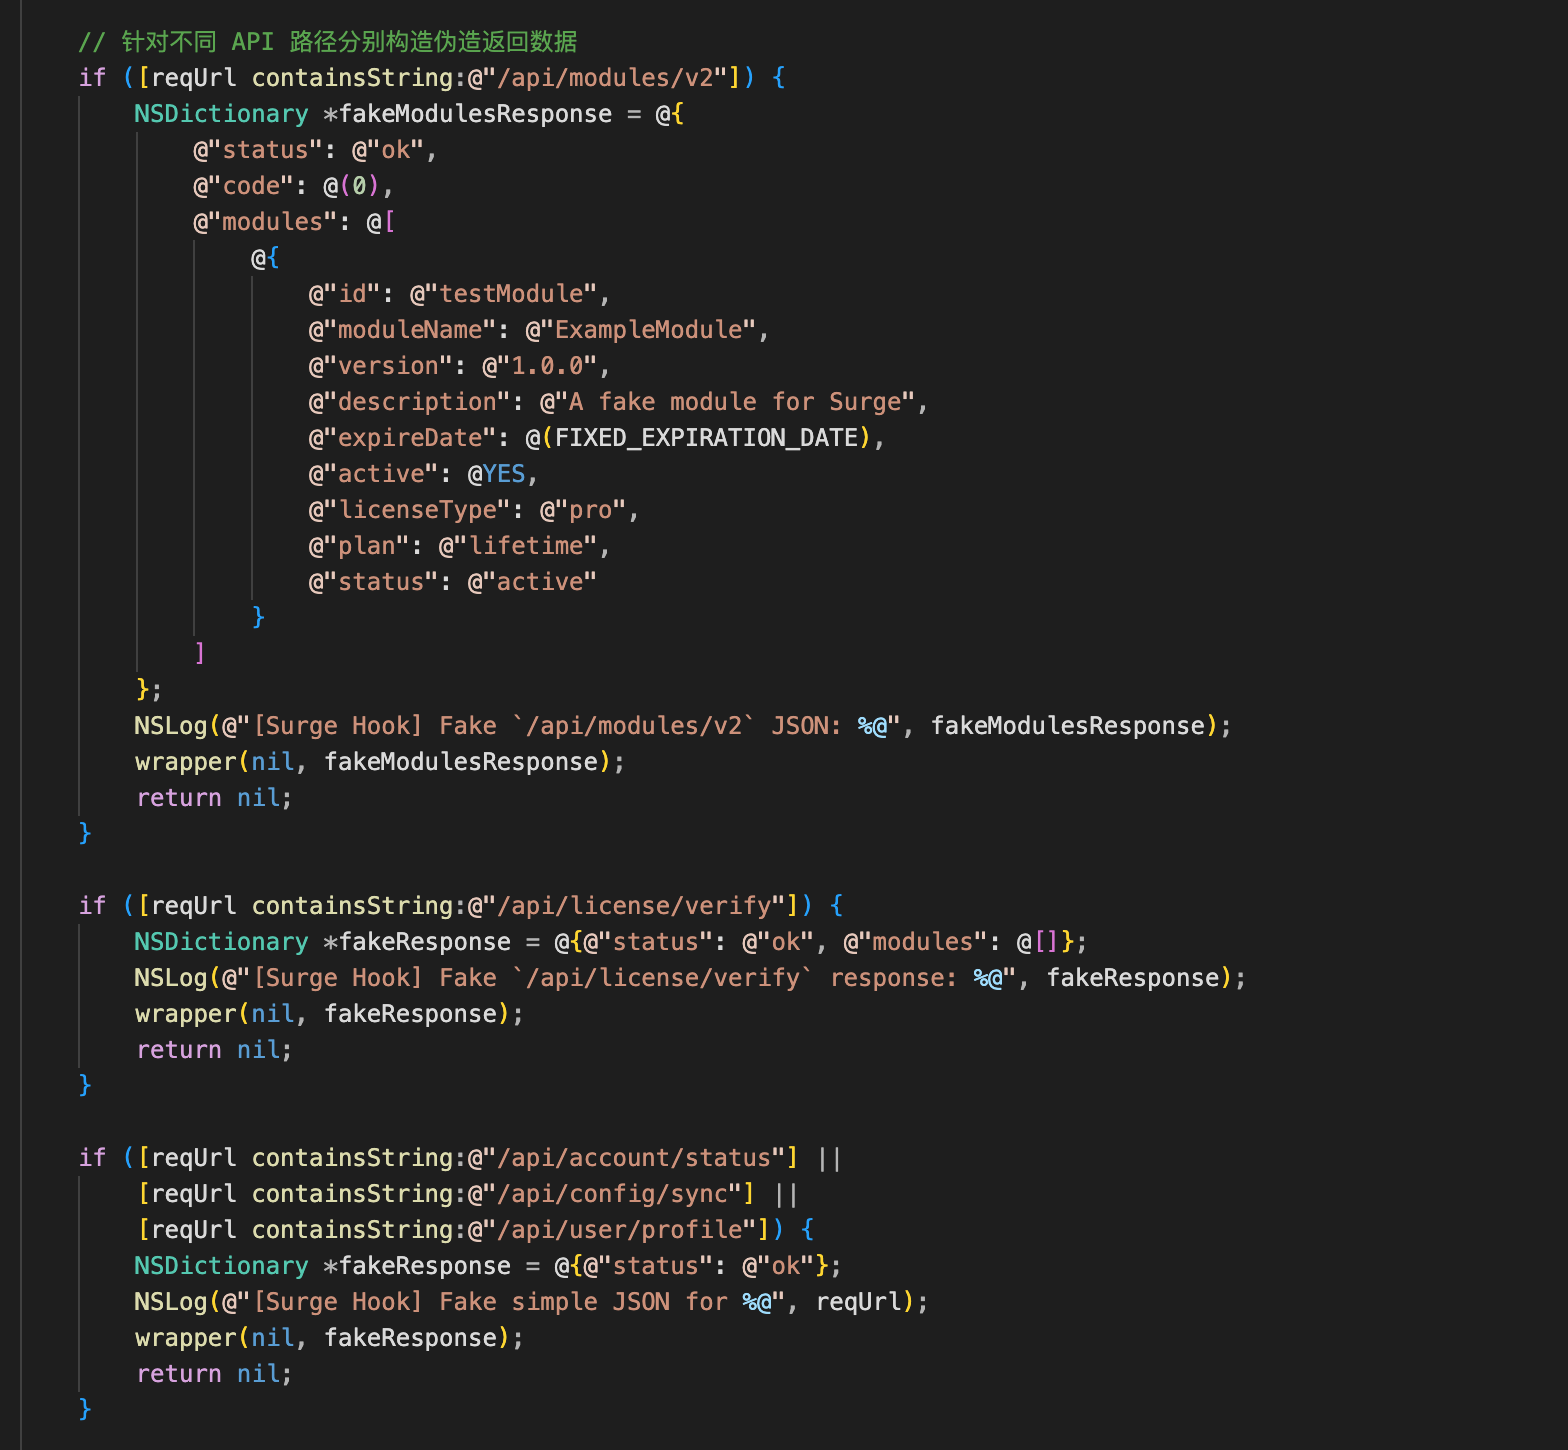 // 针对不同 API 路径分别构造伪造返回数据
if ([reqUrl containsString:@"/api/modules/v2"]) {
    NSDictionary *fakeModulesResponse = @{
        @"status": @"ok",
        @"code": @(0),
        @"modules": @[
            @{
                @"id": @"testModule",
                @"moduleName": @"ExampleModule",
                @"version": @"1.0.0",
                @"description": @"A fake module for Surge",
                @"expireDate": @(FIXED_EXPIRATION_DATE),
                @"active": @YES,
                @"licenseType": @"pro",
                @"plan": @"lifetime",
                @"status": @"active"
            }
        ]
    };
    NSLog(@"[Surge Hook] Fake `/api/modules/v2` JSON: %@", fakeModulesResponse);
    wrapper(nil, fakeModulesResponse);
    return nil;
}

if ([reqUrl containsString:@"/api/license/verify"]) {
    NSDictionary *fakeResponse = @{@"status": @"ok", @"modules": @[]};
    NSLog(@"[Surge Hook] Fake `/api/license/verify` response: %@", fakeResponse);
    wrapper(nil, fakeResponse);
    return nil;
}

if ([reqUrl containsString:@"/api/account/status"] ||
    [reqUrl containsString:@"/api/config/sync"] ||
    [reqUrl containsString:@"/api/user/profile"]) {
    NSDictionary *fakeResponse = @{@"status": @"ok"};
    NSLog(@"[Surge Hook] Fake simple JSON for %@", reqUrl);
    wrapper(nil, fakeResponse);
    return nil;
}